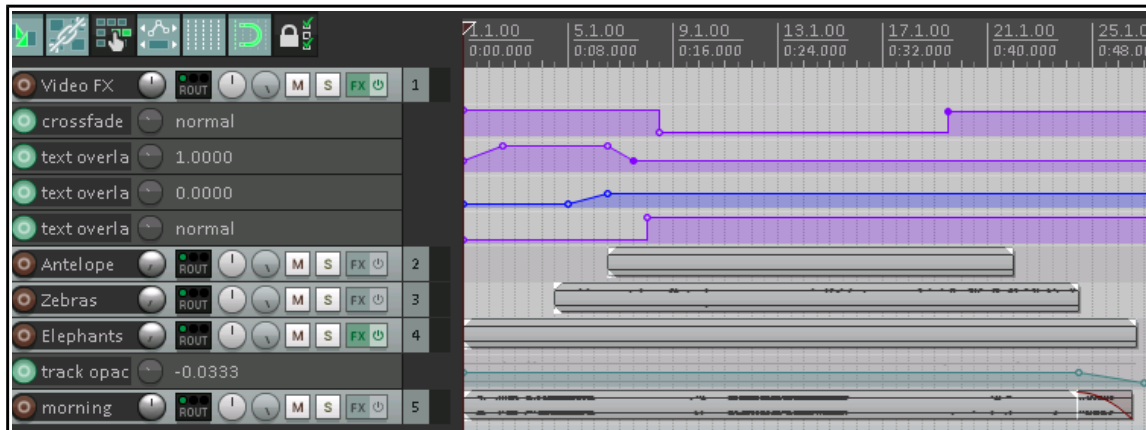 1.1.00 5.1.00 9.1.00 13.1.00 17.1.00 21.1.00 25.1.0
0:00.000 0:08.000 0:16.000 0:24.000 0:32.000 0:40.000 0:48.0
Video FX ROUT M S FX 1
crossfade normal
text overla 1.0000
text overla 0.0000
text overla normal
Antelope ROUT M S FX 2
Zebras ROUT M S FX 3
Elephants ROUT M S FX 4
track opac -0.0333
morning ROUT M S FX 5